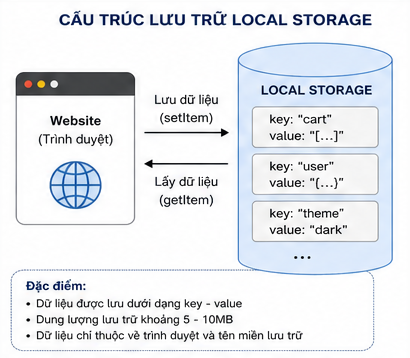 CẤU TRÚC LƯU TRỮ LOCAL STORAGE
Website
(Trình duyệt)
Lưu dữ liệu
(setItem)
Lấy dữ liệu
(getItem)
LOCAL STORAGE
key: “cart”
value: “[...]”
key: “user”
value: “{...}”
key: “theme”
value: “dark”
...
Đặc điểm:
• Dữ liệu được lưu dưới dạng key - value
• Dung lượng lưu trữ khoảng 5 - 10MB
• Dữ liệu chỉ thuộc về trình duyệt và tên miền lưu trữ